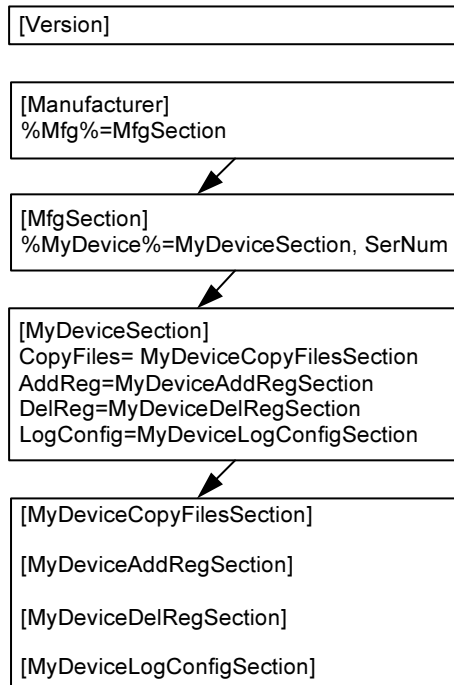 [Version]
[Manufacturer]
%Mfg%=MfgSection
[MfgSection]
%MyDevice%=MyDeviceSection, SerNum
[MyDeviceSection]
CopyFiles= MyDeviceCopyFilesSection
AddReg=MyDeviceAddRegSection
DelReg=MyDeviceDelRegSection
LogConfig=MyDeviceLogConfigSection
[MyDeviceCopyFilesSection]
[MyDeviceAddRegSection]
[MyDeviceDelRegSection]
[MyDeviceLogConfigSection]